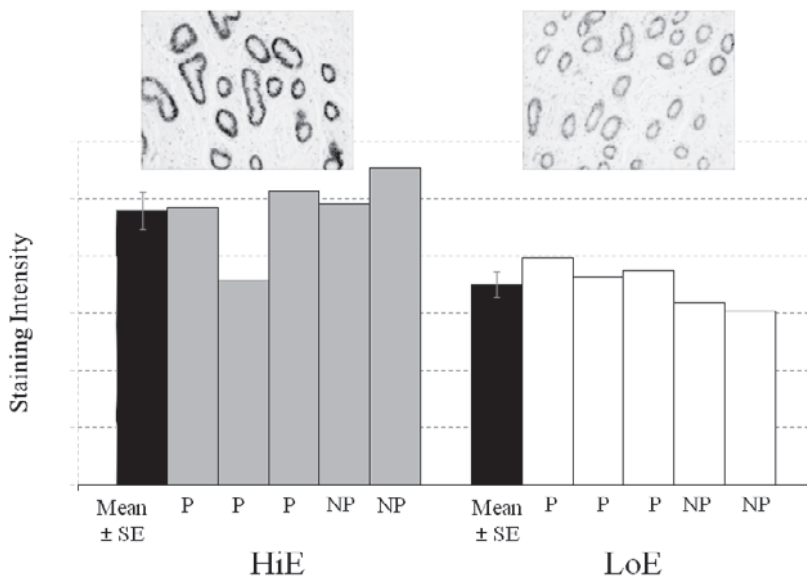 Staining Intensity
Mean P P P NP NP Mean P P P NP NP
± SE ± SE
HiE LoE